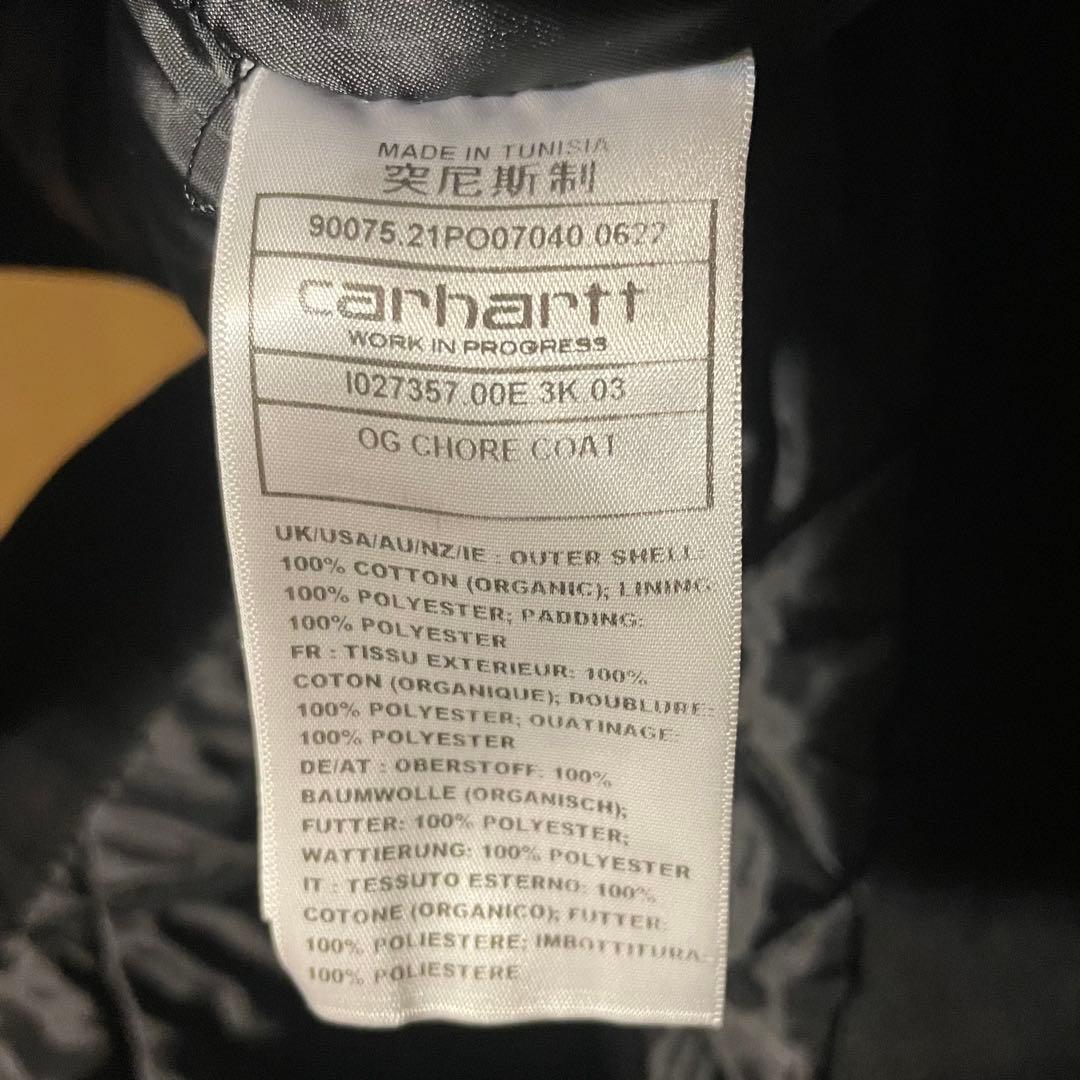 MADE IN TUNISIA
突尼斯制
90075.21PO07040 0622
carhartt
WORK IN PROGRESS
I027357.00E 3K 03
OG CHORE COAT
UK/USA/AU/NZ/IE : OUTER SHELL:
100% COTTON (ORGANIC); LINING:
100% POLYESTER; PADDING:
100% POLYESTER
FR : TISSU EXTERIEUR: 100%
COTON (ORGANIQUE); DOUBLURE:
100% POLYESTER; OUATINAGE:
100% POLYESTER
DE/AT : OBERSTOFF: 100%
BAUMWOLLE (ORGANISCH);
FUTTER: 100% POLYESTER;
WATTIERUNG: 100% POLYESTER
IT : TESSUTO ESTERNO: 100%
COTONE (ORGANICO); FUTTER:
100% POLIESTERE; IMBOTTITURA:
100% POLIESTERE